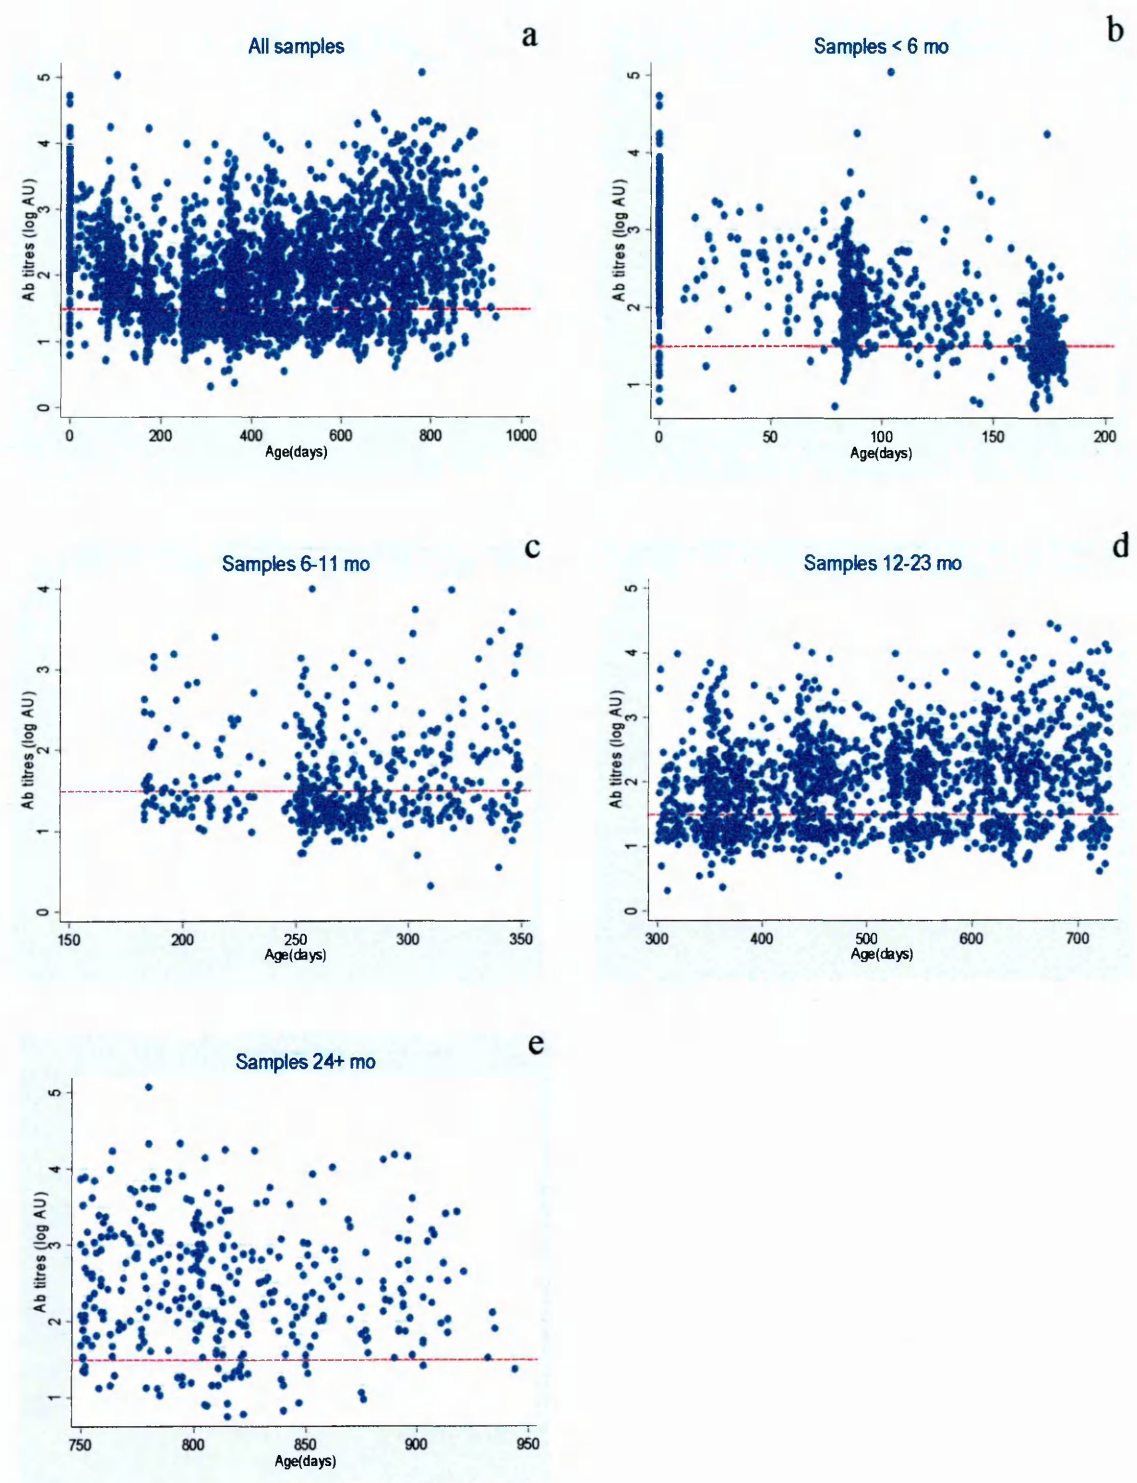 a
All samples
Ab titres (log AU)
5
4
3
2
1
0
0 200 400 600 800 1000
Age(days)
b
Samples < 6 mo
Ab titres (log AU)
5
4
3
2
1
0 50 100 150 200
Age(days)
c
Samples 6-11 mo
Ab titres (log AU)
4
3
2
1
0
150 200 250 300 350
Age(days)
d
Samples 12-23 mo
Ab titres (log AU)
5
4
3
2
1
0
300 400 500 600 700
Age(days)
e
Samples 24+ mo
Ab titres (log AU)
5
4
3
2
1
750 800 850 900 950
Age(days)